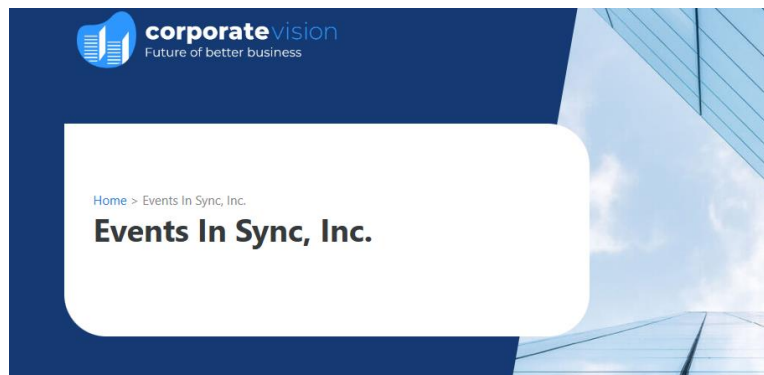 corporatevision
Future of better business
Home > Events In Sync, Inc.
Events In Sync, Inc.